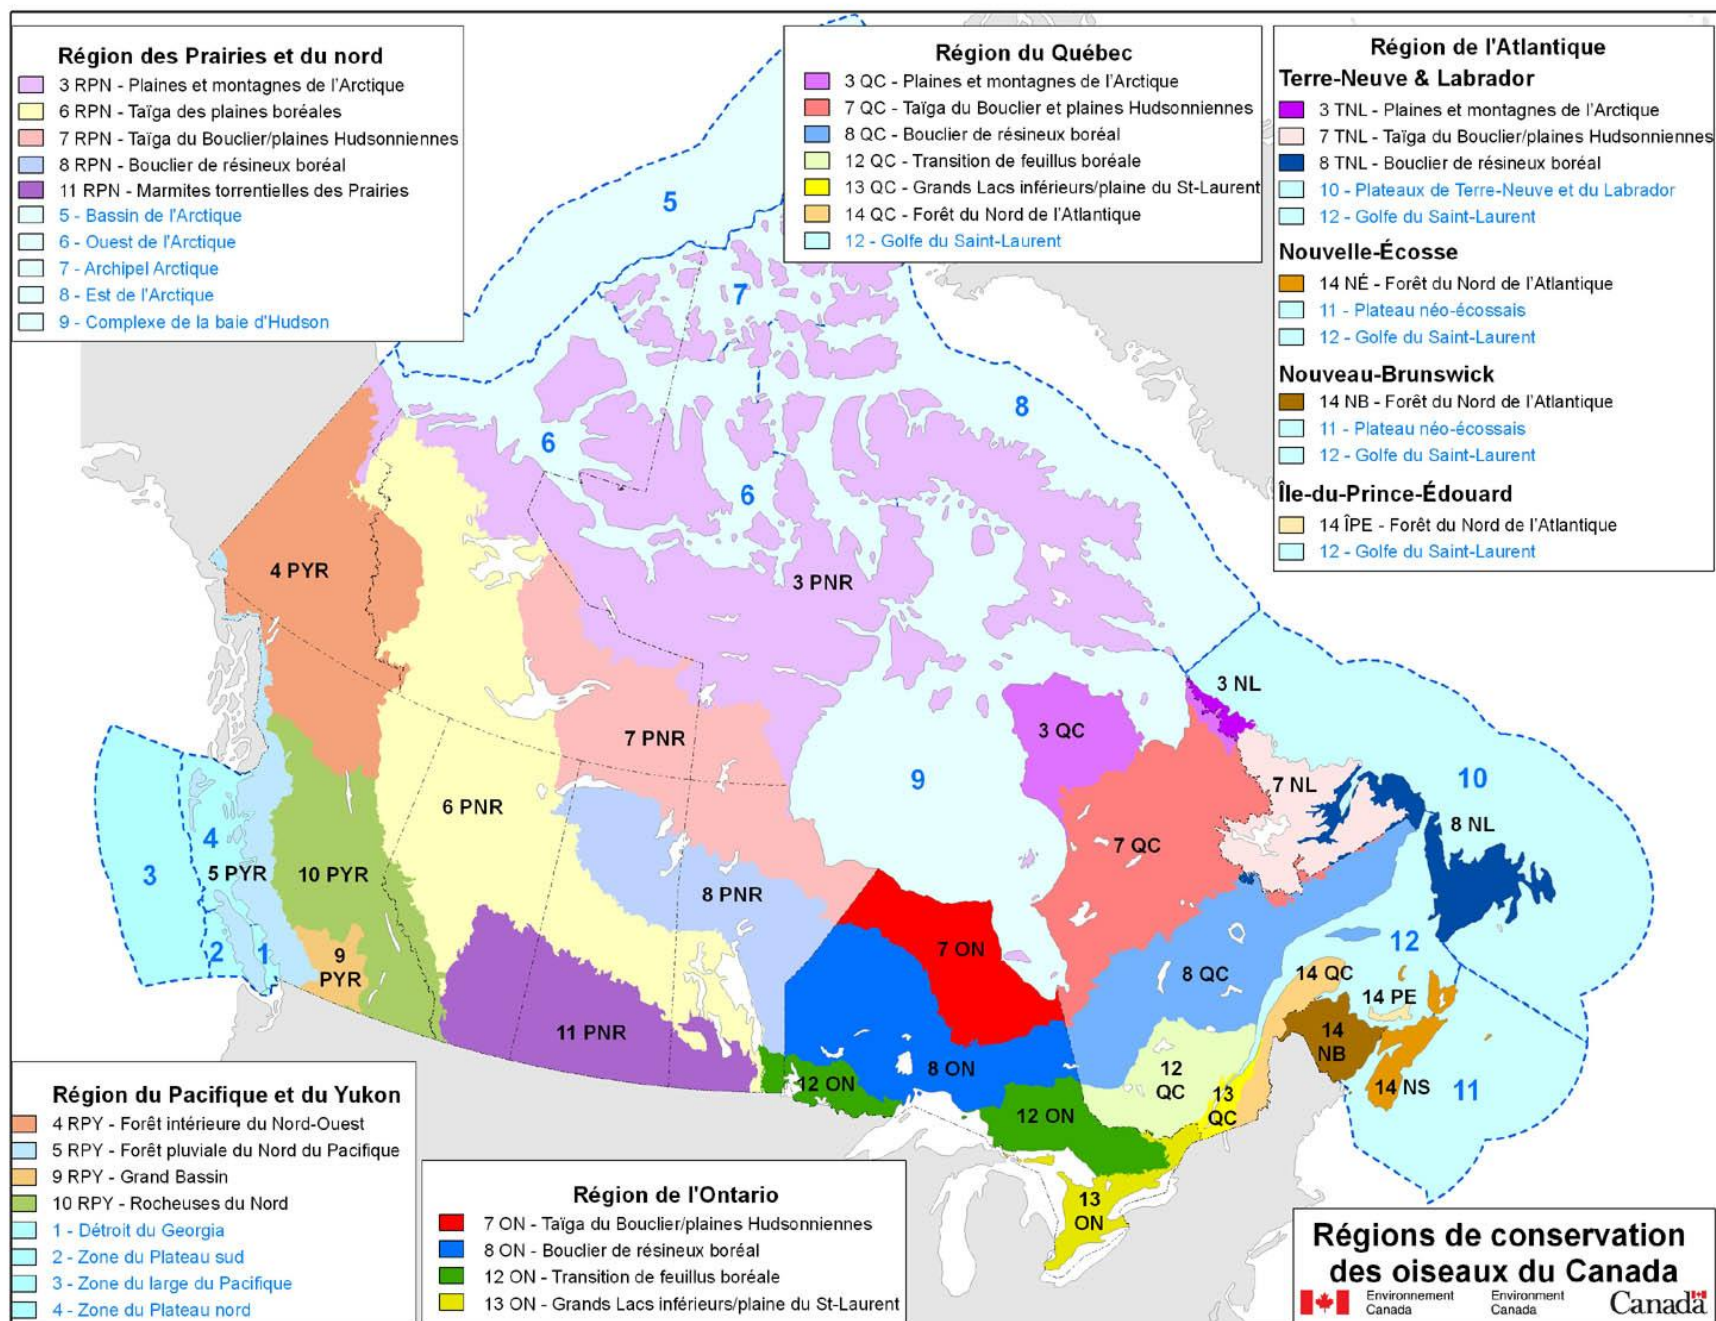 Région des Prairies et du nord
3 RPN - Plaines et montagnes de l'Arctique
6 RPN - Taïga des plaines boréales
7 RPN - Taïga du Bouclier/plaines Hudsonniennes
8 RPN - Bouclier de résineux boréal
11 RPN - Marmites torrentielles des Prairies
5 - Bassin de l'Arctique
6 - Ouest de l'Arctique
7 - Archipel Arctique
8 - Est de l'Arctique
9 - Complexe de la baie d'Hudson
Région du Québec
3 QC - Plaines et montagnes de l'Arctique
7 QC - Taïga du Bouclier et plaines Hudsonniennes
8 QC - Bouclier de résineux boréal
12 QC - Transition de feuillus boréale
13 QC - Grands Lacs inférieurs/plaine du St-Laurent
14 QC - Forêt du Nord de l'Atlantique
12 - Golfe du Saint-Laurent
Région de l'Atlantique
Terre-Neuve & Labrador
3 TNL - Plaines et montagnes de l'Arctique
7 TNL - Taïga du Bouclier/plaines Hudsonniennes
8 TNL - Bouclier de résineux boréal
10 - Plateaux de Terre-Neuve et du Labrador
12 - Golfe du Saint-Laurent
Nouvelle-Écosse
14 NÉ - Forêt du Nord de l'Atlantique
11 - Plateau néo-écossais
12 - Golfe du Saint-Laurent
Nouveau-Brunswick
14 NB - Forêt du Nord de l'Atlantique
11 - Plateau néo-écossais
12 - Golfe du Saint-Laurent
Île-du-Prince-Édouard
14 ÎPE - Forêt du Nord de l'Atlantique
12 - Golfe du Saint-Laurent
5
7
8
6
6
4 PYR
3 PNR
3 NL
3 QC
7 PNR
9
10
7 NL
6 PNR
8 NL
4
7 QC
3
5 PYR
10 PYR
8 PNR
2
1
9
PYR
7 ON
12
8 QC
14 QC
14 PE
11 PNR
14
NB
8 ON
12
QC
12 ON
14 NS
11
13
QC
12 ON
13
ON
Région du Pacifique et du Yukon
4 RPY - Forêt intérieure du Nord-Ouest
5 RPY - Forêt pluviale du Nord du Pacifique
9 RPY - Grand Bassin
10 RPY - Rocheuses du Nord
1 - Détroit du Georgia
2 - Zone du Plateau sud
3 - Zone du large du Pacifique
4 - Zone du Plateau nord
Région de l'Ontario
7 ON - Taïga du Bouclier/plaines Hudsonniennes
8 ON - Bouclier de résineux boréal
12 ON - Transition de feuillus boréale
13 ON - Grands Lacs inférieurs/plaine du St-Laurent
Régions de conservation
des oiseaux du Canada
Environnement
Canada
Environment
Canada
Canada